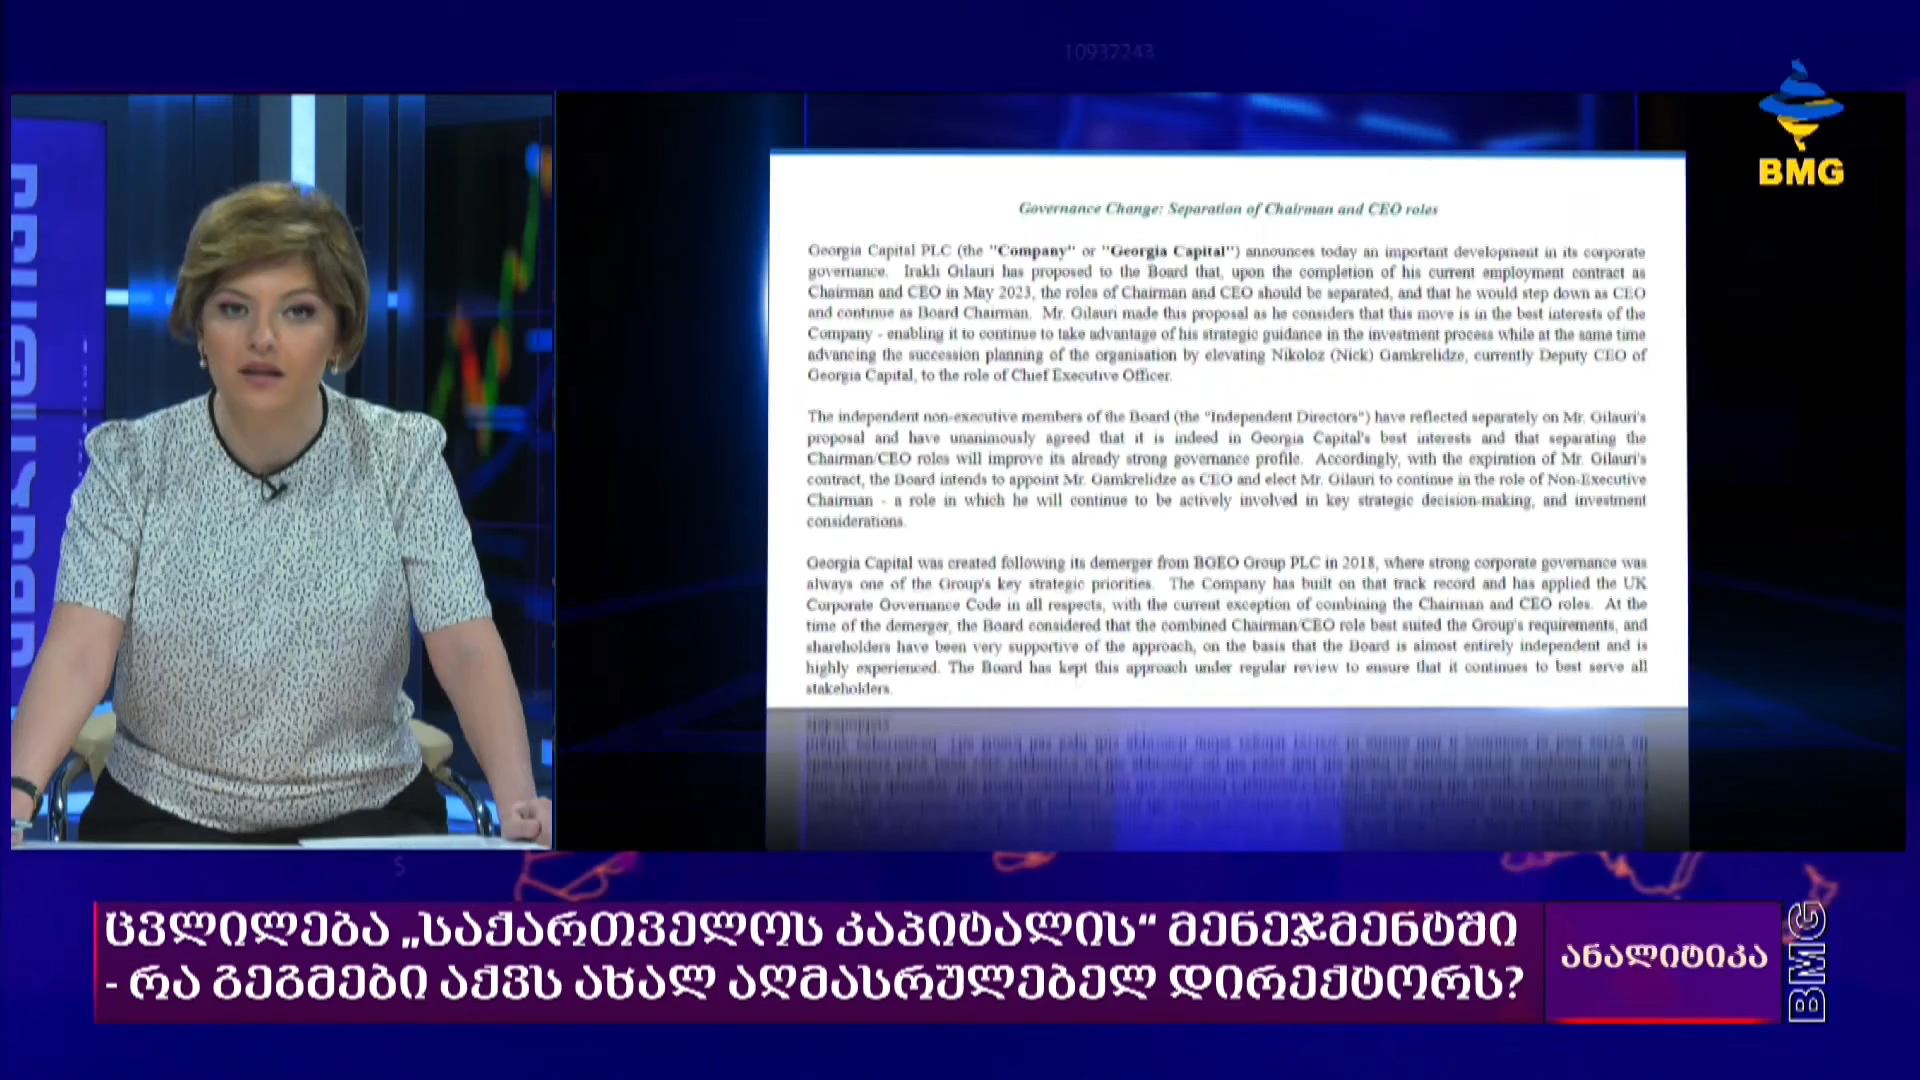 10932243
BMG
Governance Change: Separation of Chairman and CEO roles
Georgia Capital PLC (the "Company" or "Georgia Capital") announces today an important development in its corporate
governance. Irakli Gilauri has proposed to the Board that, upon the completion of his current employment contract as
Chairman and CEO in May 2023, the roles of Chairman and CEO should be separated, and that he would step down as CEO
and continue as Board Chairman. Mr. Gilauri made this proposal as he considers that this move is in the best interests of the
Company - enabling it to continue to take advantage of his strategic guidance in the investment process while at the same time
advancing the succession planning of the organisation by elevating Nikoloz (Nick) Gamkrelidze, currently Deputy CEO of
Georgia Capital, to the role of Chief Executive Officer.
The independent non-executive members of the Board (the "Independent Directors") have reflected separately on Mr. Gilauri's
proposal and have unanimously agreed that it is indeed in Georgia Capital's best interests and that separating the
Chairman/CEO roles will improve its already strong governance profile. Accordingly, with the expiration of Mr. Gilauri's
contract, the Board intends to appoint Mr. Gamkrelidze as CEO and elect Mr. Gilauri to continue in the role of Non-Executive
Chairman - a role in which he will continue to be actively involved in key strategic decision-making, and investment
considerations.
Georgia Capital was created following its demerger from BGEO Group PLC in 2018, where strong corporate governance was
always one of the Group's key strategic priorities. The Company has built on that track record and has applied the UK
Corporate Governance Code in all respects, with the current exception of combining the Chairman and CEO roles. At the
time of the demerger, the Board considered that the combined Chairman/CEO role best suited the Group's requirements, and
shareholders have been very supportive of the approach, on the basis that the Board is almost entirely independent and is
highly experienced. The Board has kept this approach under regular review to ensure that it continues to best serve all
stakeholders.
ცვლილება „საქართველოს კაპიტალის“ მენეჯმენტში
- რა გეგმები აქვს ახალ აღმასრულებელ დირექტორს?
ანალიტიკა
BMG